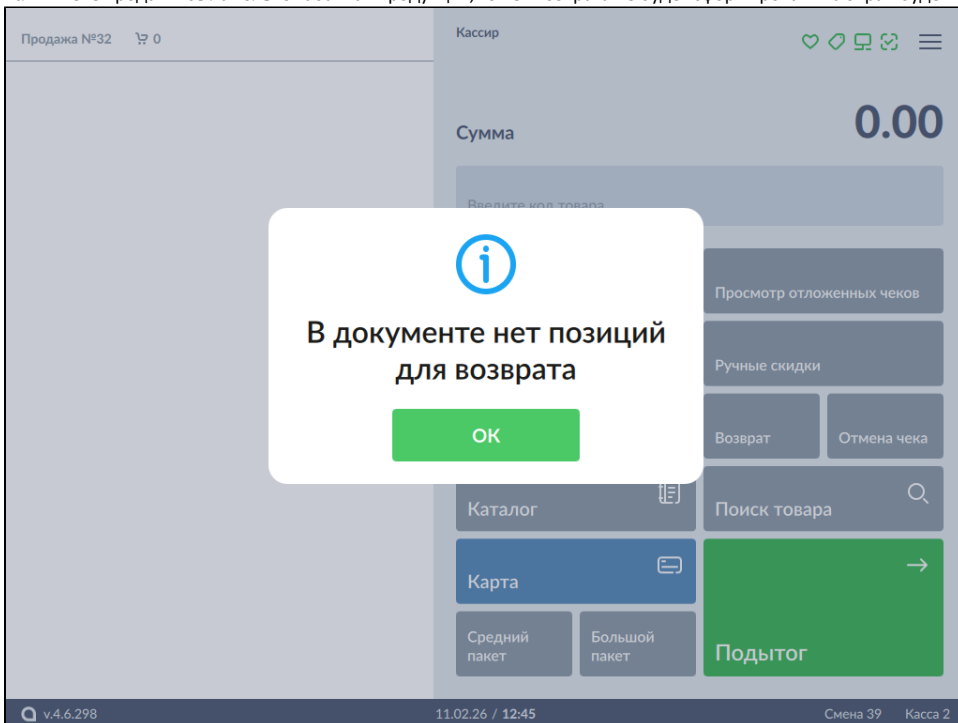 Продажа №32 0
Кассир
Сумма
0.00
Введите код товара
В документе нет позиций
для возврата
ОК
Просмотр отложенных чеков
Ручные скидки
Возврат
Отмена чека
Каталог
Поиск товара
Карта
Средний
пакет
Большой
пакет
Подытог
v.4.6.298
11.02.26 / 12:45
Смена 39 Касса 2